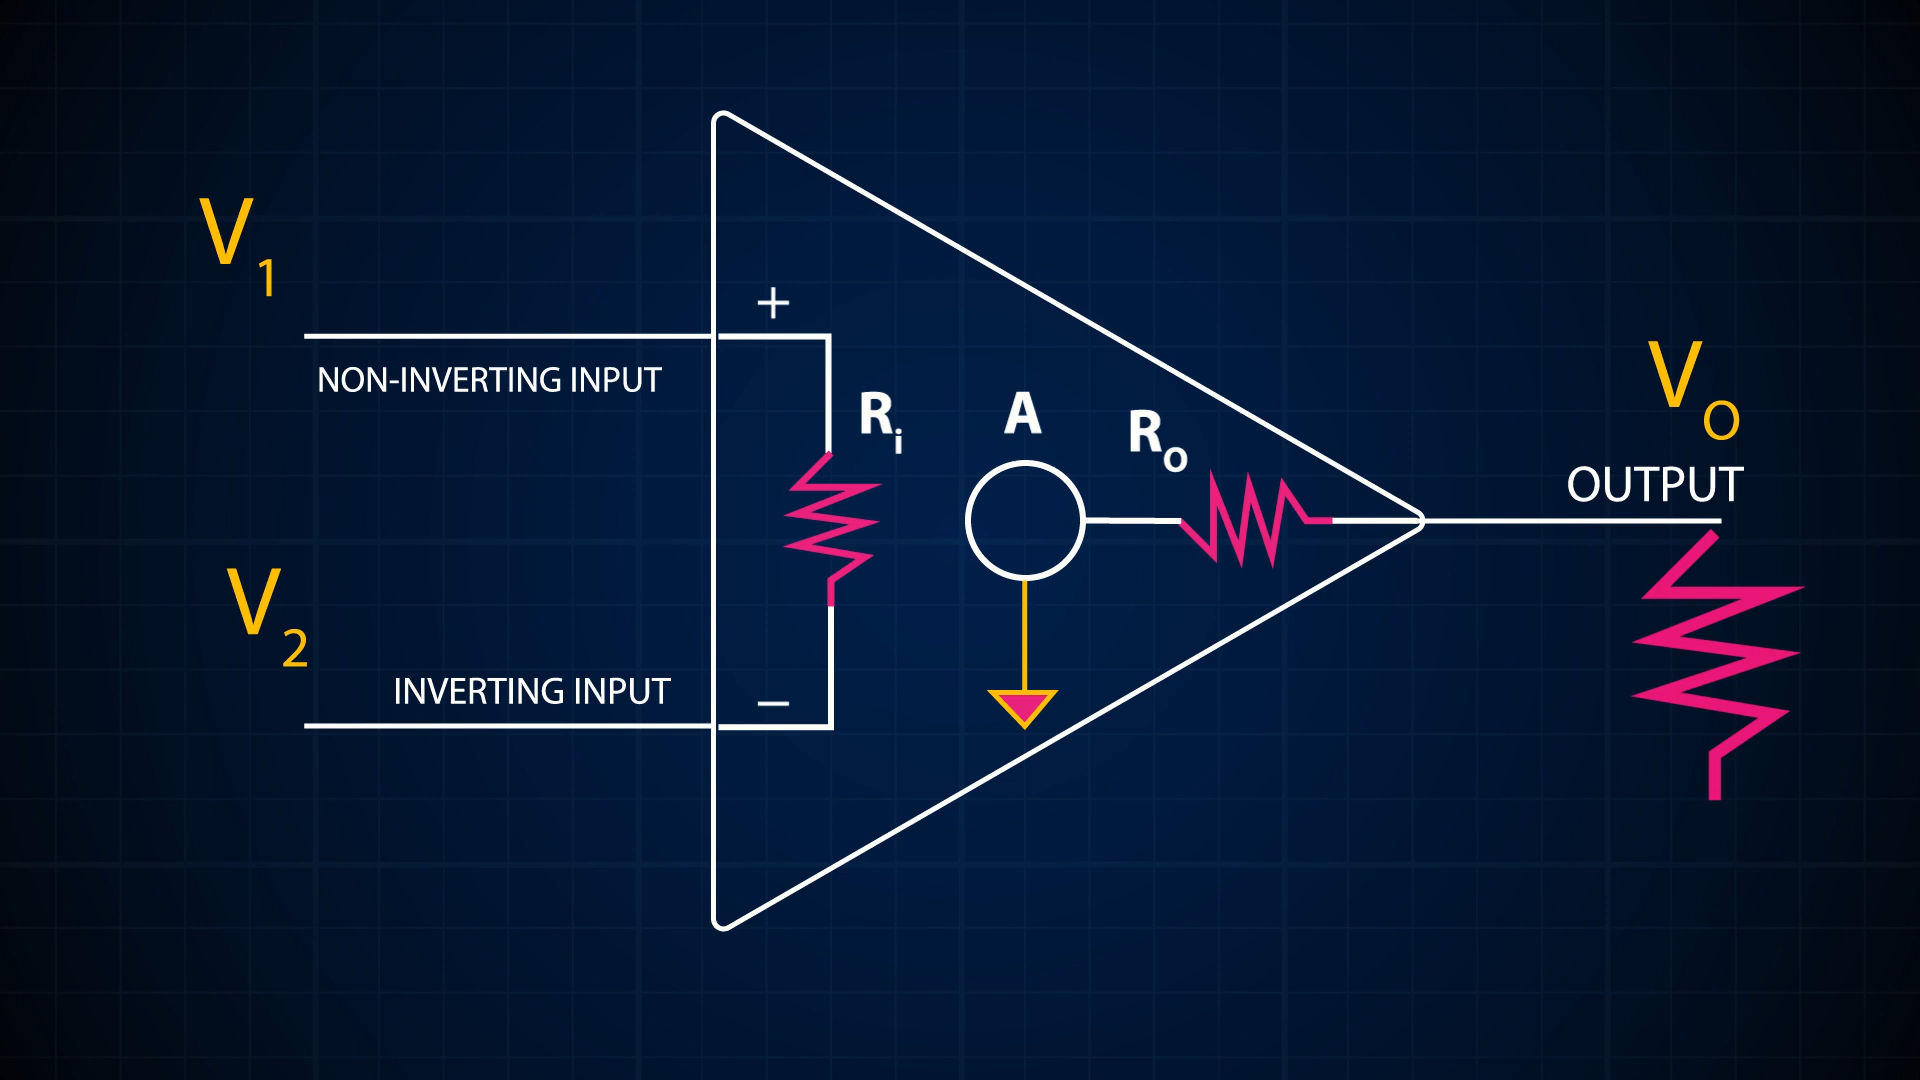 V1
+
NON-INVERTING INPUT
Ri
A
Ro
VO
OUTPUT
V2
INVERTING INPUT
−